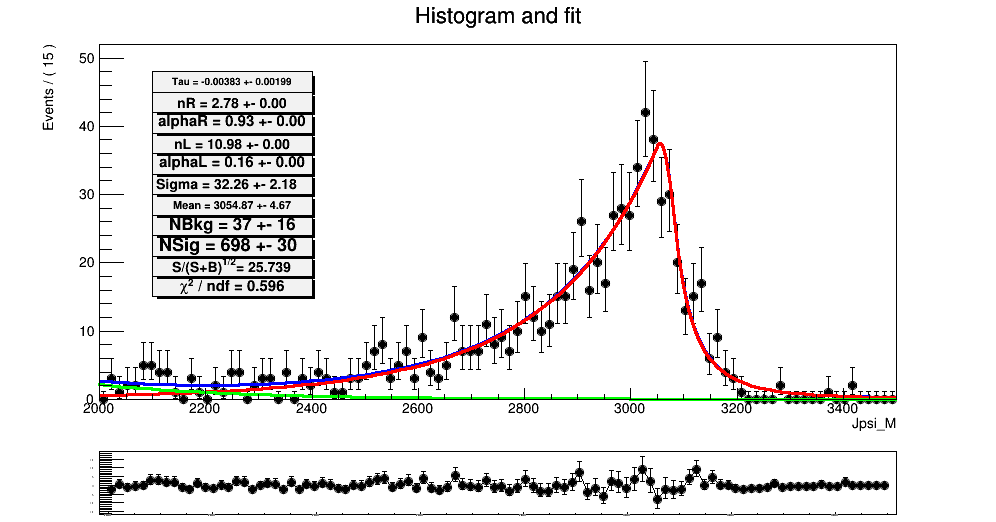 Histogram and fit
Events / ( 15 )
50
40
30
20
10
0
Tau = -0.00383 +- 0.00199
nR = 2.78 +- 0.00
alphaR = 0.93 +- 0.00
nL = 10.98 +- 0.00
alphaL = 0.16 +- 0.00
Sigma = 32.26 +- 2.18
Mean = 3054.87 +- 4.67
NBkg = 37 +- 16
NSig = 698 +- 30
S/(S+B)^1/2 = 25.739
χ² / ndf = 0.596
2000 2200 2400 2600 2800 3000 3200 3400
Jpsi_M